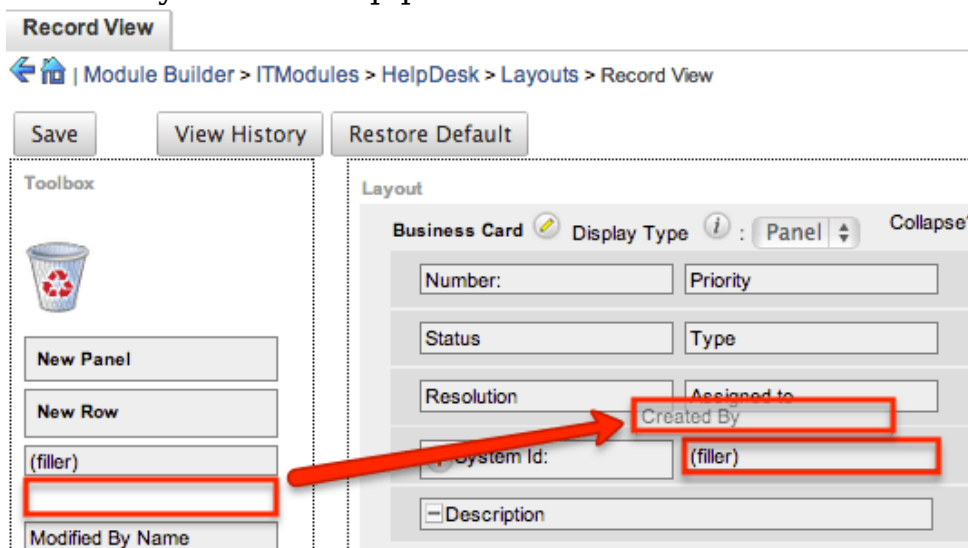 Record View
| Module Builder > ITModules > HelpDesk > Layouts > Record View
Save View History Restore Default
Toolbox
Layout
Business Card i Display Type : Panel Collapse?
Number: Priority
Status Type
New Panel
Resolution Assigned to
New Row
Created By
(filler)
System Id: (filler)
Description
Modified By Name